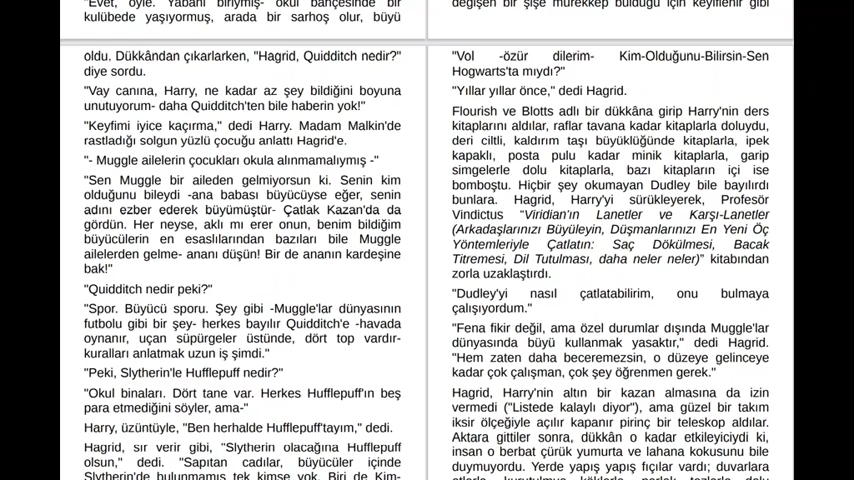 "Evet, öyle. Yabani biriymiş- okul bahçesinde bir
kulübede yaşıyormuş, arada bir sarhoş olur, büyü
oldu. Dükkândan çıkarlarken, "Hagrid, Quidditch nedir?"
diye sordu.
"Vay canına, Harry, ne kadar az şey bildiğini boyuna
unutuyorum- daha Quidditch'ten bile haberin yok!"
"Keyfimi iyice kaçırma," dedi Harry. Madam Malkin'de
rastladığı solgun yüzlü çocuğu anlattı Hagrid'e.
"- Muggle ailelerin çocukları okula alınmamalıymış -"
"Sen Muggle bir aileden gelmiyorsun ki. Senin kim
olduğunu bileydi -ana babası büyücüyse eğer, senin
adını ezber ederek büyümüştür- Çatlak Kazan'da da
gördün. Her neyse, aklı mı erer onun, benim bildiğim
büyücülerin en esaslılarından bazıları bile Muggle
ailelerden gelme- ananı düşün! Bir de ananın kardeşine
bak!"
"Quidditch nedir peki?"
"Spor. Büyücü sporu. Şey gibi -Muggle'lar dünyasının
futbolu gibi bir şey- herkes bayılır Quidditch'e -havada
oynanır, uçan süpürgeler üstünde, dört top vardır-
kuralları anlatmak uzun iş şimdi."
"Peki, Slytherin'le Hufflepuff nedir?"
"Okul binaları. Dört tane var. Herkes Hufflepuff'ın beş
para etmediğini söyler, ama-"
Harry, üzüntüyle, "Ben herhalde Hufflepuff'tayım," dedi.
Hagrid, sır verir gibi, "Slytherin olacağına Hufflepuff
olsun," dedi. "Sapıtan cadılar, büyücüler içinde
Slytherin'de bulunmamış tek kimse yok. Biri de Kim-
değişen bir şişe mürekkep bulduğu için keyiflenir gibi
"Vol -özür dilerim- Kim-Olduğunu-Bilirsin-Sen
Hogwarts'ta mıydı?"
"Yıllar yıllar önce," dedi Hagrid.
Flourish ve Blotts adlı bir dükkâna girip Harry'nin ders
kitaplarını aldılar, raflar tavana kadar kitaplarla doluydu,
deri ciltli, kaldırım taşı büyüklüğünde kitaplarla, ipek
kapaklı, posta pulu kadar minik kitaplarla, garip
simgelerle dolu kitaplarla, bazı kitapların içi ise
bomboştu. Hiçbir şey okumayan Dudley bile bayılırdı
bunlara. Hagrid, Harry'yi sürükleyerek, Profesör
Vindictus "Viridian'ın Lanetler ve Karşı-Lanetler
(Arkadaşlarınızı Büyüleyin, Düşmanlarınızı En Yeni Öç
Yöntemleriyle Çatlatın: Saç Dökülmesi, Bacak
Titremesi, Dil Tutulması, daha neler neler)" kitabından
zorla uzaklaştırdı.
"Dudley'yi nasıl çatlatabilirim, onu bulmaya
çalışıyordum."
"Fena fikir değil, ama özel durumlar dışında Muggle'lar
dünyasında büyü kullanmak yasaktır," dedi Hagrid.
"Hem zaten daha beceremezsin, o düzeye gelinceye
kadar çok çalışman, çok şey öğrenmen gerek."
Hagrid, Harry'nin altın bir kazan almasına da izin
vermedi ("Listede kalaylı diyor"), ama güzel bir takım
iksir ölçeğiyle açılır kapanır pirinç bir teleskop aldılar.
Aktara gittiler sonra, dükkân o kadar etkileyiciydi ki,
insan o berbat çürük yumurta ve lahana kokusunu bile
duymuyordu. Yerde yapış yapış fıçılar vardı; duvarlara